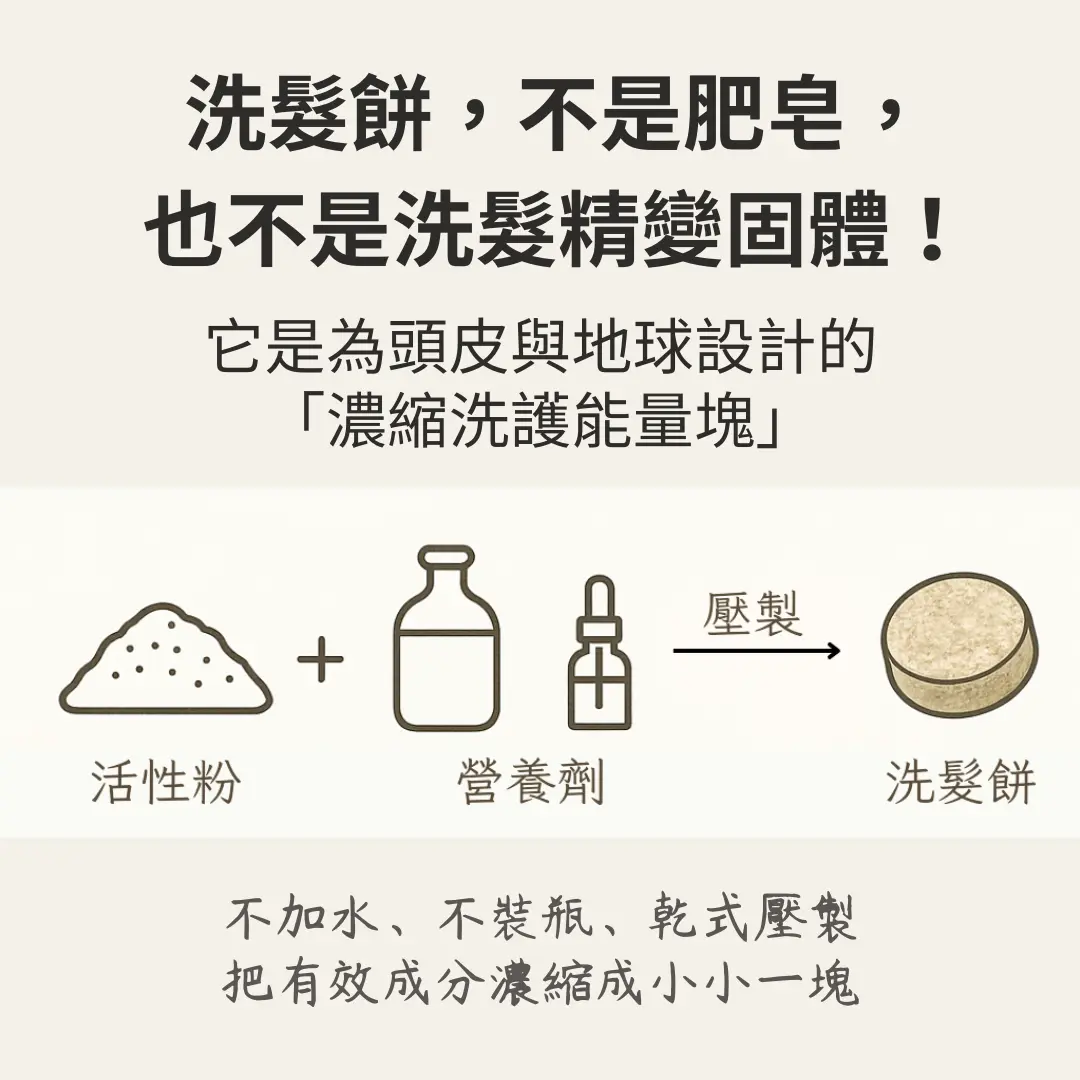 洗髮餅，不是肥皂，
也不是洗髮精變固體！
它是為頭皮與地球設計的
「濃縮洗護能量塊」
壓製
活性粉
營養劑
洗髮餅
不加水、不裝瓶、乾式壓製
把有效成分濃縮成小小一塊